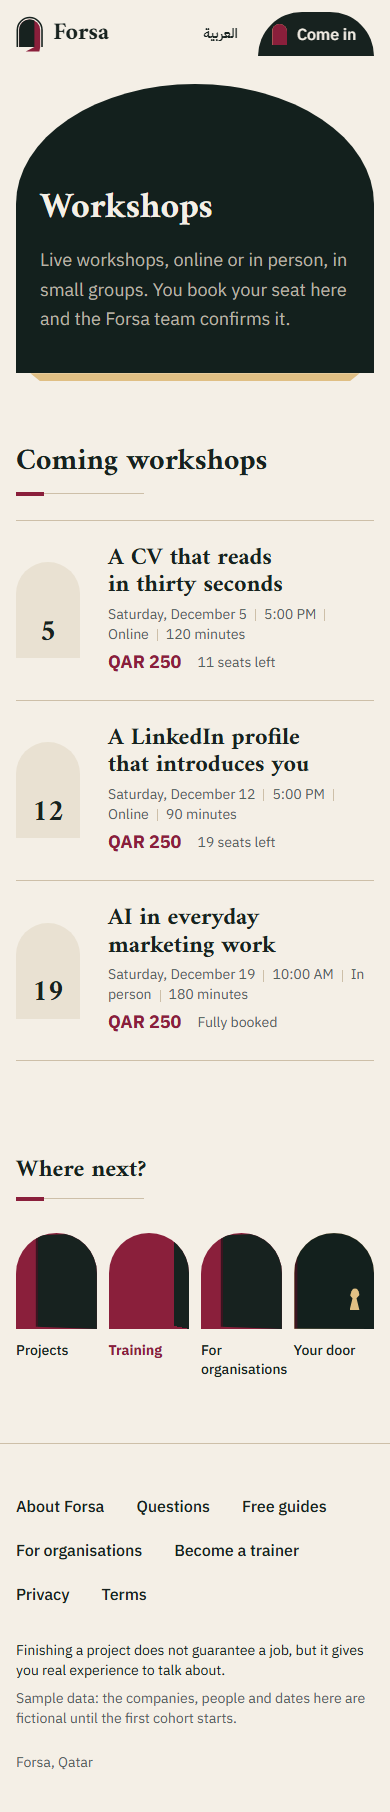 Forsa
العربية
Come in
Workshops
Live workshops, online or in person, in
small groups. You book your seat here
and the Forsa team confirms it.
Coming workshops
5
A CV that reads
in thirty seconds
Saturday, December 5 | 5:00 PM |
Online | 120 minutes
QAR 250 11 seats left
12
A LinkedIn profile
that introduces you
Saturday, December 12 | 5:00 PM |
Online | 90 minutes
QAR 250 19 seats left
19
AI in everyday
marketing work
Saturday, December 19 | 10:00 AM | In
person | 180 minutes
QAR 250 Fully booked
Where next?
Projects
Training
For
organisations
Your door
About Forsa Questions Free guides
For organisations Become a trainer
Privacy Terms
Finishing a project does not guarantee a job, but it gives
you real experience to talk about.
Sample data: the companies, people and dates here are
fictional until the first cohort starts.
Forsa, Qatar